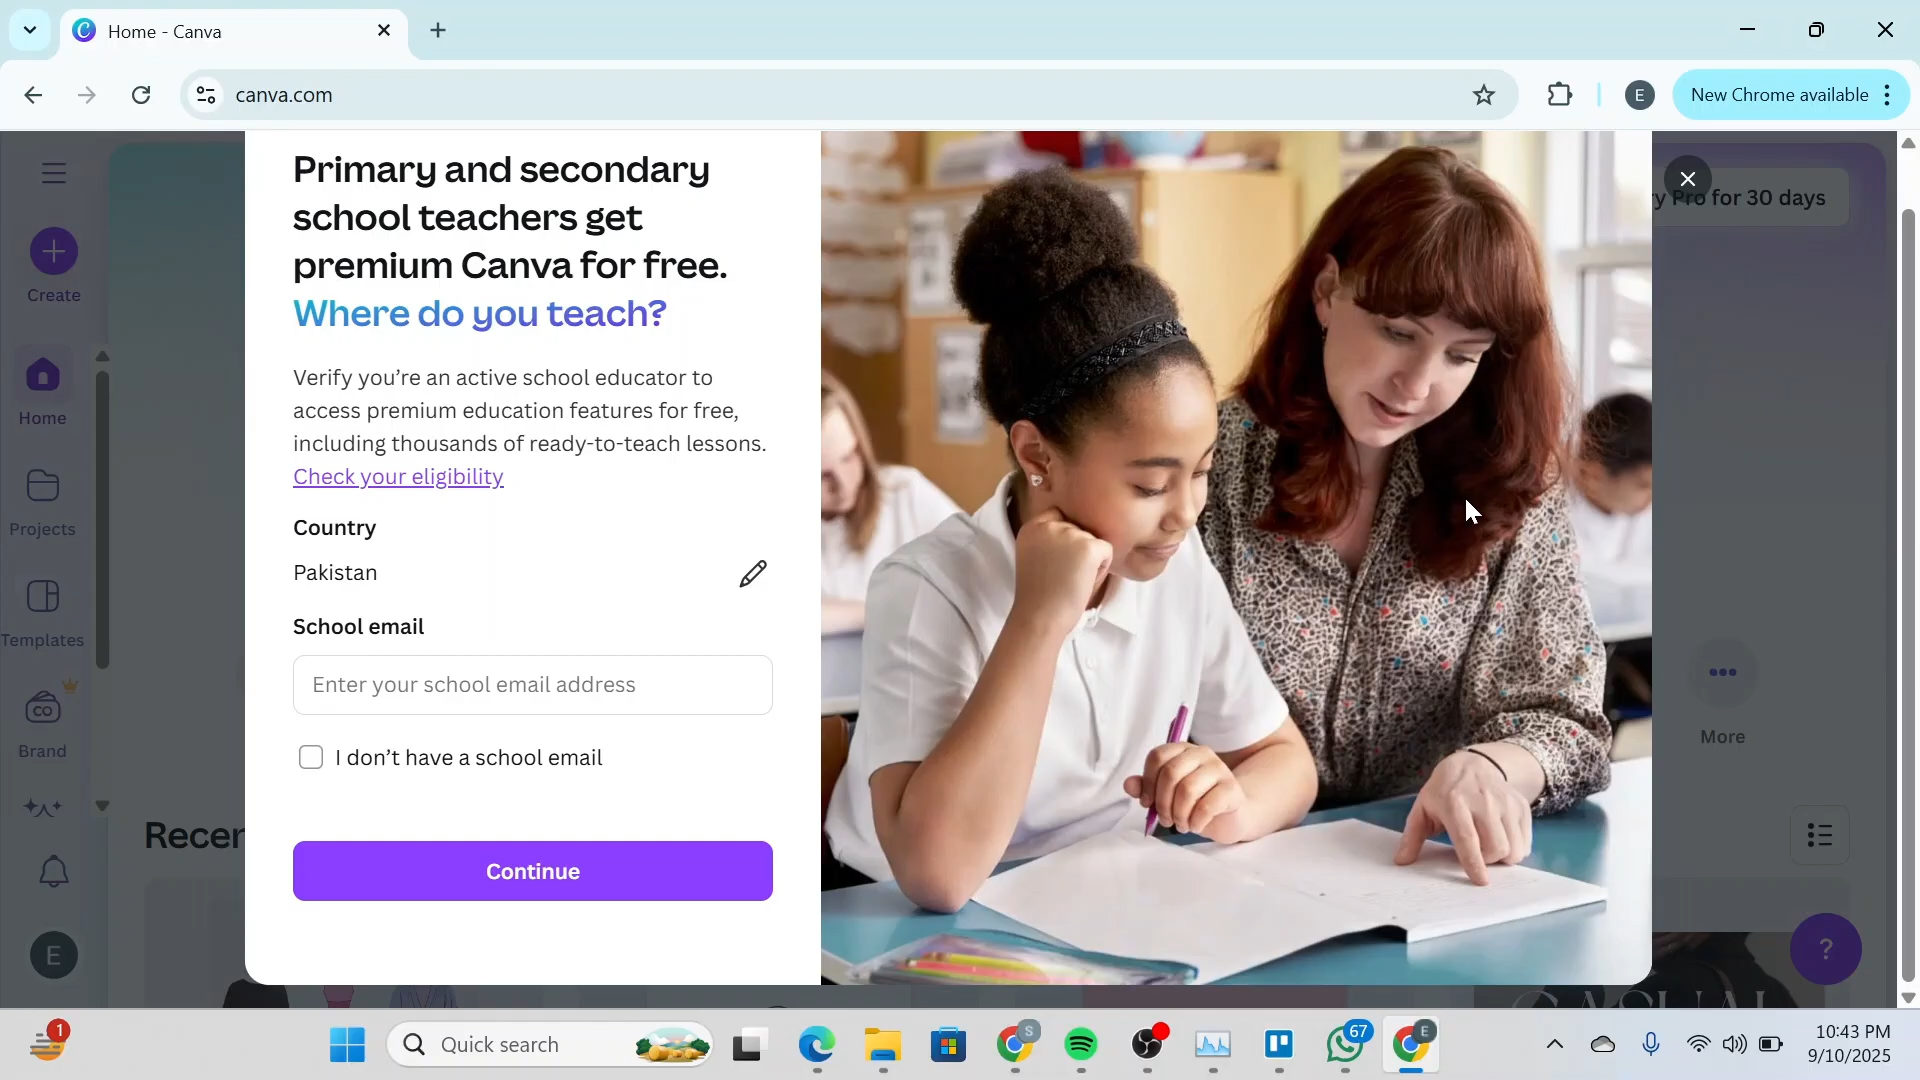 Home - Canva
canva.com
E
New Chrome available
Primary and secondary
school teachers get
premium Canva for free.
Where do you teach?
Verify you're an active school educator to
access premium education features for free,
including thousands of ready-to-teach lessons.
Check your eligibility
Country
Pakistan
School email
Enter your school email address
I don't have a school email
Continue
Pro for 30 days
Create
Home
Projects
Templates
CO
Brand
E
More
Recen
?
CASUAL
1
Quick search
S
67
E
10:43 PM
9/10/2025